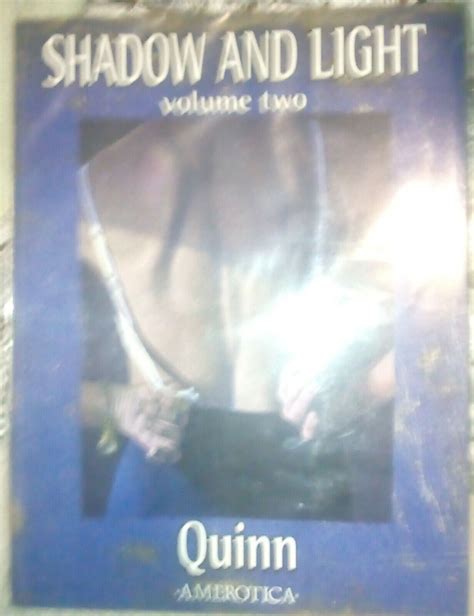 SHADOW AND LIGHT
volume two
Quinn
·AMEROTICA·